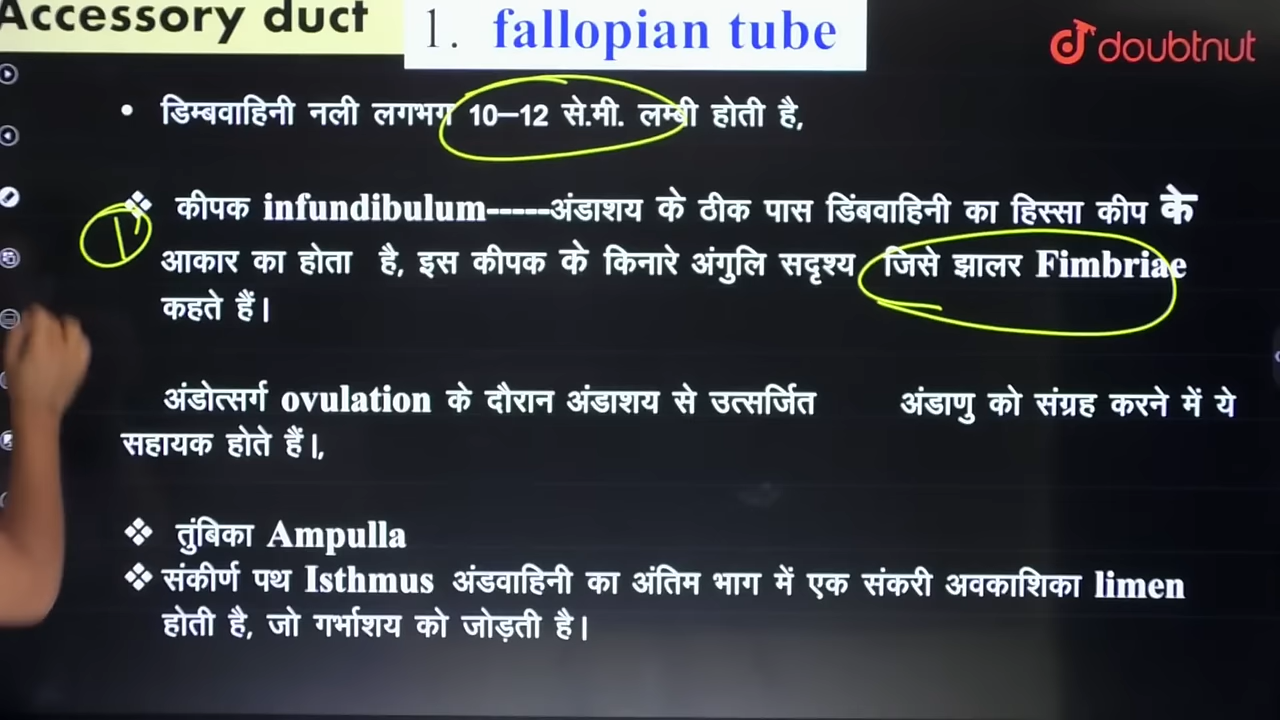 Accessory duct
1. fallopian tube
doubtnut
• डिम्बवाहिनी नली लगभग 10–12 से.मी. लम्बी होती है,
1
❖ कीपक infundibulum-----अंडाशय के ठीक पास डिंबवाहिनी का हिस्सा कीप के
आकार का होता है, इस कीपक के किनारे अंगुलि सदृश्य जिसे झालर Fimbriae
कहते हैं।
अंडोत्सर्ग ovulation के दौरान अंडाशय से उत्सर्जित अंडाणु को संग्रह करने में ये
सहायक होते हैं।,
❖ तुंबिका Ampulla
❖ संकीर्ण पथ Isthmus अंडवाहिनी का अंतिम भाग में एक संकरी अवकाशिका limen
होती है, जो गर्भाशय को जोड़ती है।